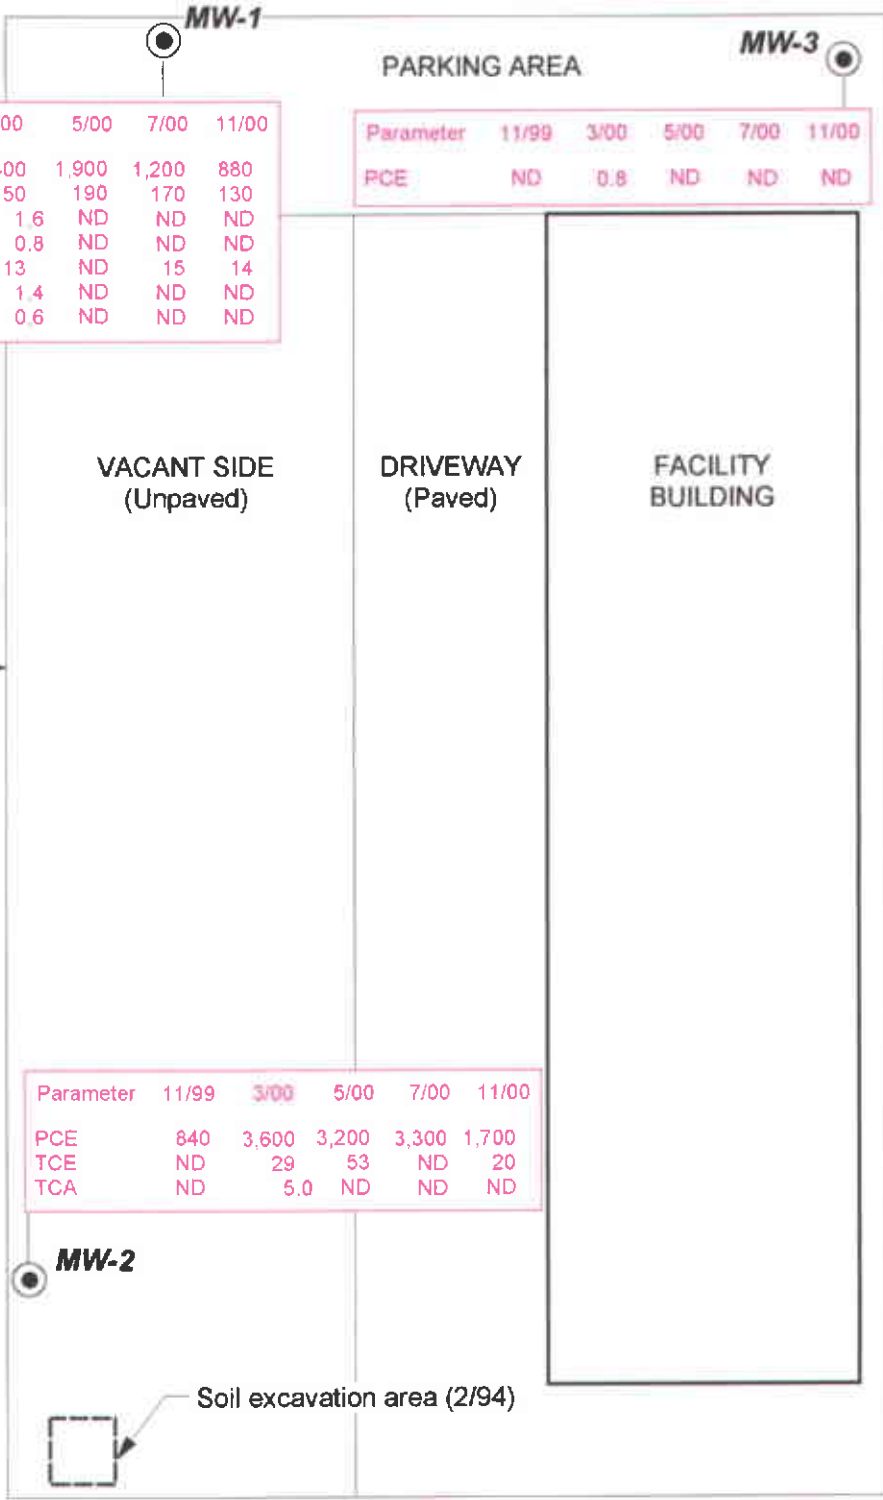 MW-1
PARKING AREA
MW-3
00 5/00 7/00 11/00
00 1,900 1,200 880
50 190 170 130
1.6 ND ND ND
0.8 ND ND ND
13 ND 15 14
1.4 ND ND ND
0.6 ND ND ND
Parameter 11/99 3/00 5/00 7/00 11/00
PCE ND 0.8 ND ND ND
VACANT SIDE
(Unpaved)
DRIVEWAY
(Paved)
FACILITY
BUILDING
Parameter 11/99 3/00 5/00 7/00 11/00
PCE 840 3,600 3,200 3,300 1,700
TCE ND 29 53 ND 20
TCA ND 5.0 ND ND ND
MW-2
Soil excavation area (2/94)